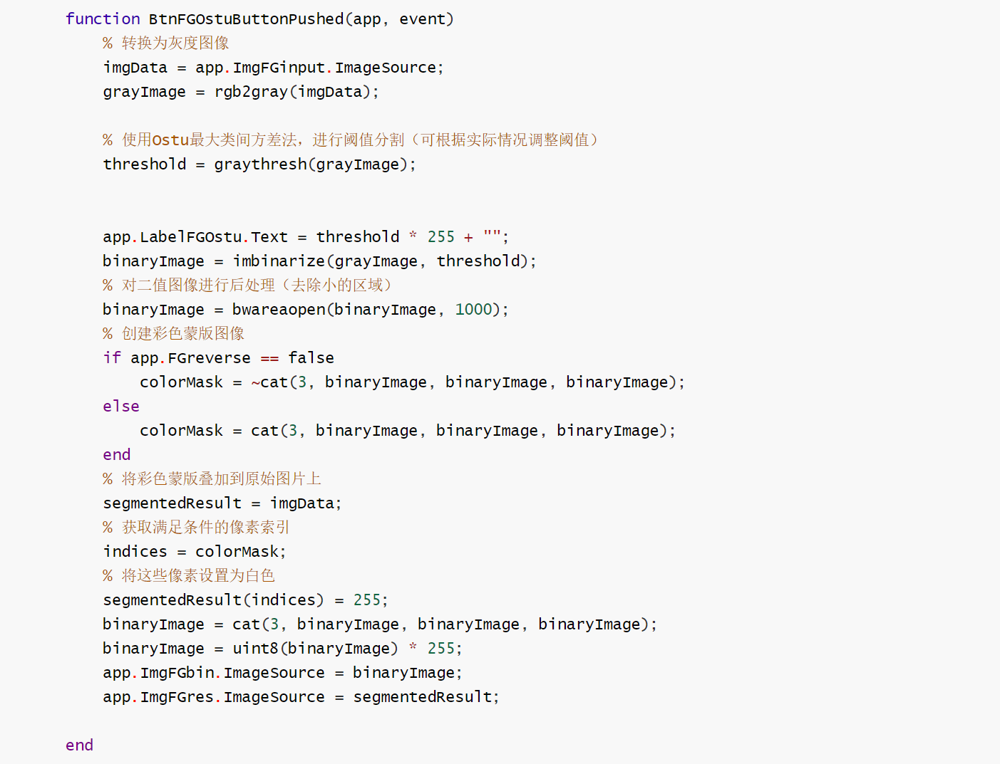 function BtnFGOstuButtonPushed(app, event)
% 转换为灰度图像
imgData = app.ImgFGinput.ImageSource;
grayImage = rgb2gray(imgData);
% 使用Ostu最大类间方差法，进行阈值分割（可根据实际情况调整阈值）
threshold = graythresh(grayImage);
app.LabelFGOstu.Text = threshold * 255 + "";
binaryImage = imbinarize(grayImage, threshold);
% 对二值图像进行后处理（去除小的区域）
binaryImage = bwareaopen(binaryImage, 1000);
% 创建彩色蒙版图像
if app.FGreverse == false
colorMask = ~cat(3, binaryImage, binaryImage, binaryImage);
else
colorMask = cat(3, binaryImage, binaryImage, binaryImage);
end
% 将彩色蒙版叠加到原始图片上
segmentedResult = imgData;
% 获取满足条件的像素索引
indices = colorMask;
% 将这些像素设置为白色
segmentedResult(indices) = 255;
binaryImage = cat(3, binaryImage, binaryImage, binaryImage);
binaryImage = uint8(binaryImage) * 255;
app.ImgFGbin.ImageSource = binaryImage;
app.ImgFGres.ImageSource = segmentedResult;
end